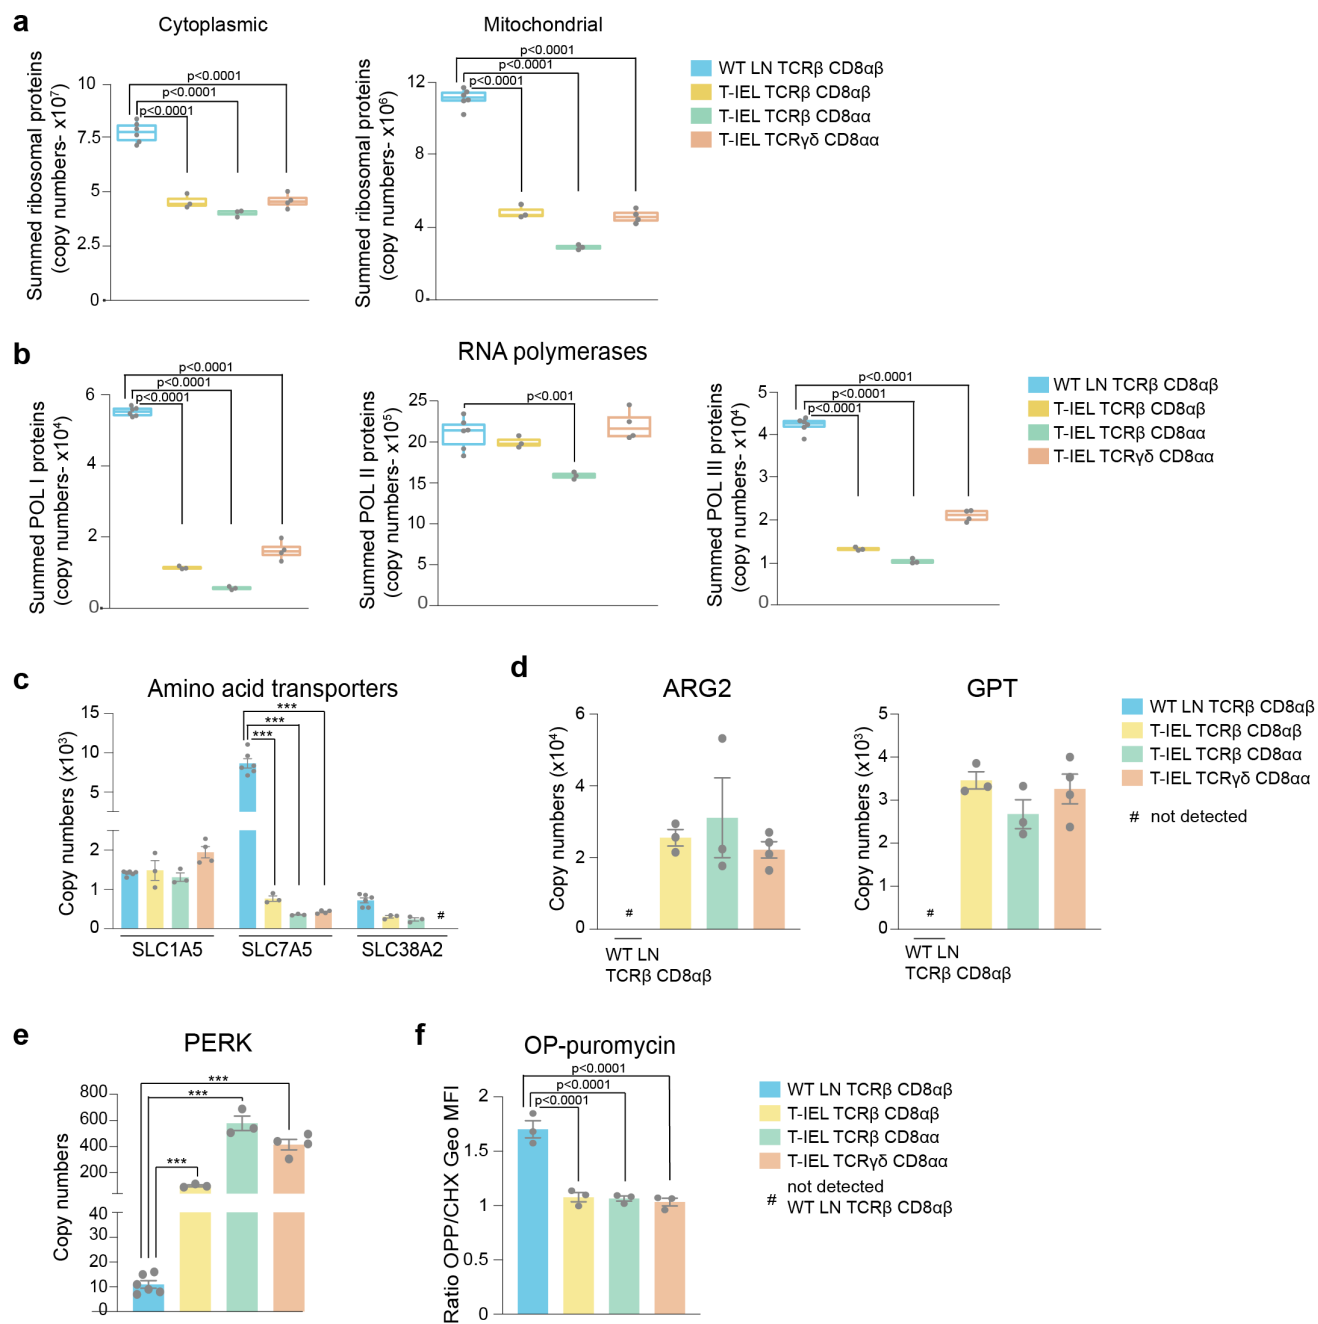 a
Cytoplasmic
Mitochondrial
Summed ribosomal proteins
(copy numbers- x10⁷)
10
7.5
5
2.5
0
p<0.0001
p<0.0001
p<0.0001
Summed ribosomal proteins
(copy numbers- x10⁶)
12
8
4
0
p<0.0001
p<0.0001
p<0.0001
WT LN TCRβ CD8αβ
T-IEL TCRβ CD8αβ
T-IEL TCRβ CD8αα
T-IEL TCRγδ CD8αα
b
RNA polymerases
Summed POL I proteins
(copy numbers- x10⁴)
6
4
2
0
p<0.0001
p<0.0001
p<0.0001
Summed POL II proteins
(copy numbers- x10⁵)
25
20
15
10
5
0
p<0.001
Summed POL III proteins
(copy numbers- x10⁴)
5
4
3
2
1
0
p<0.0001
p<0.0001
p<0.0001
WT LN TCRβ CD8αβ
T-IEL TCRβ CD8αβ
T-IEL TCRβ CD8αα
T-IEL TCRγδ CD8αα
c
Amino acid transporters
Copy numbers (x10³)
15
10
5
2
1
0
***
***
***
#
SLC1A5
SLC7A5
SLC38A2
d
ARG2
Copy numbers (x10⁴)
6
4
2
0
#
WT LN
TCRβ CD8αβ
GPT
Copy numbers (x10³)
5
4
3
2
1
0
#
WT LN
TCRβ CD8αβ
WT LN TCRβ CD8αβ
T-IEL TCRβ CD8αβ
T-IEL TCRβ CD8αα
T-IEL TCRγδ CD8αα
# not detected
e
PERK
Copy numbers
800
600
400
200
40
30
20
10
0
***
***
***
f
OP-puromycin
Ratio OPP/CHX Geo MFI
2
1.5
1
0.5
0
p<0.0001
p<0.0001
p<0.0001
WT LN TCRβ CD8αβ
T-IEL TCRβ CD8αβ
T-IEL TCRβ CD8αα
T-IEL TCRγδ CD8αα
# not detected
WT LN TCRβ CD8αβ